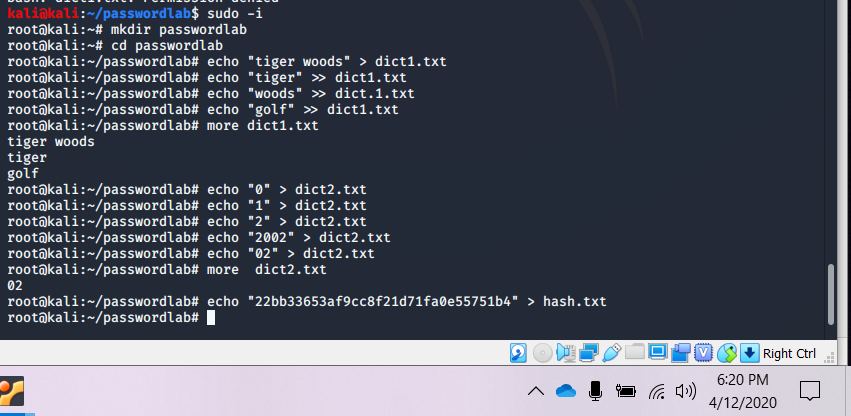 bash: dict1.txt: Permission denied
kali@kali:~/passwordlab$ sudo -i
root@kali:~# mkdir passwordlab
root@kali:~# cd passwordlab
root@kali:~/passwordlab# echo "tiger woods" > dict1.txt
root@kali:~/passwordlab# echo "tiger" >> dict1.txt
root@kali:~/passwordlab# echo "woods" >> dict.1.txt
root@kali:~/passwordlab# echo "golf" >> dict1.txt
root@kali:~/passwordlab# more dict1.txt
tiger woods
tiger
golf
root@kali:~/passwordlab# echo "0" > dict2.txt
root@kali:~/passwordlab# echo "1" > dict2.txt
root@kali:~/passwordlab# echo "2" > dict2.txt
root@kali:~/passwordlab# echo "2002" > dict2.txt
root@kali:~/passwordlab# echo "02" > dict2.txt
root@kali:~/passwordlab# more  dict2.txt
02
root@kali:~/passwordlab# echo "22bb33653af9cc8f21d71fa0e55751b4" > hash.txt
root@kali:~/passwordlab#
Right Ctrl
6:20 PM
4/12/2020